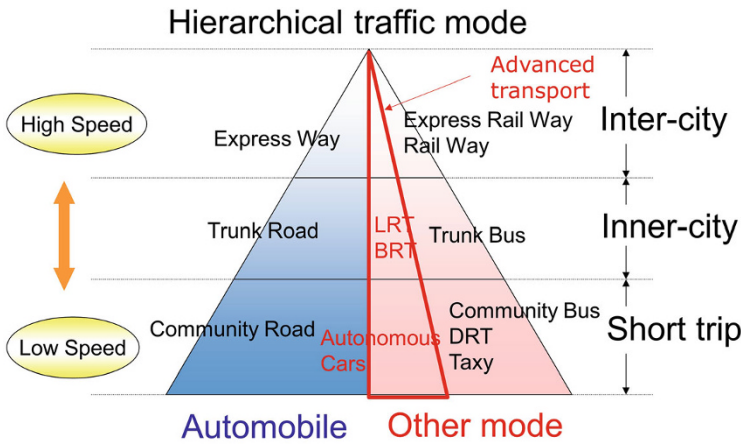 Hierarchical traffic mode
Advanced
transport
High Speed
Express Way
Express Rail Way
Rail Way
Inter-city
Trunk Road
LRT
BRT
Trunk Bus
Inner-city
Low Speed
Community Road
Autonomous
Cars
Community Bus
DRT
Taxy
Short trip
Automobile
Other mode